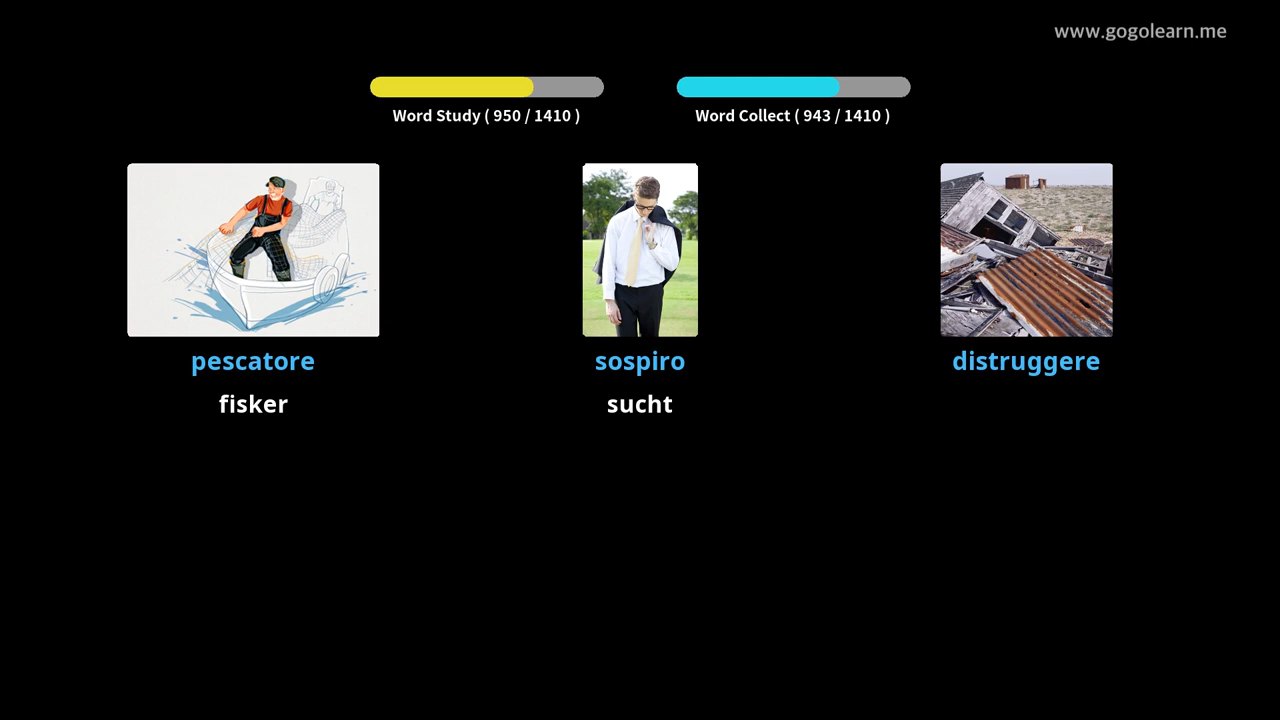 www.gogolearn.me
Word Study ( 950 / 1410 )
Word Collect ( 943 / 1410 )
pescatore
sospiro
distruggere
fisker
sucht